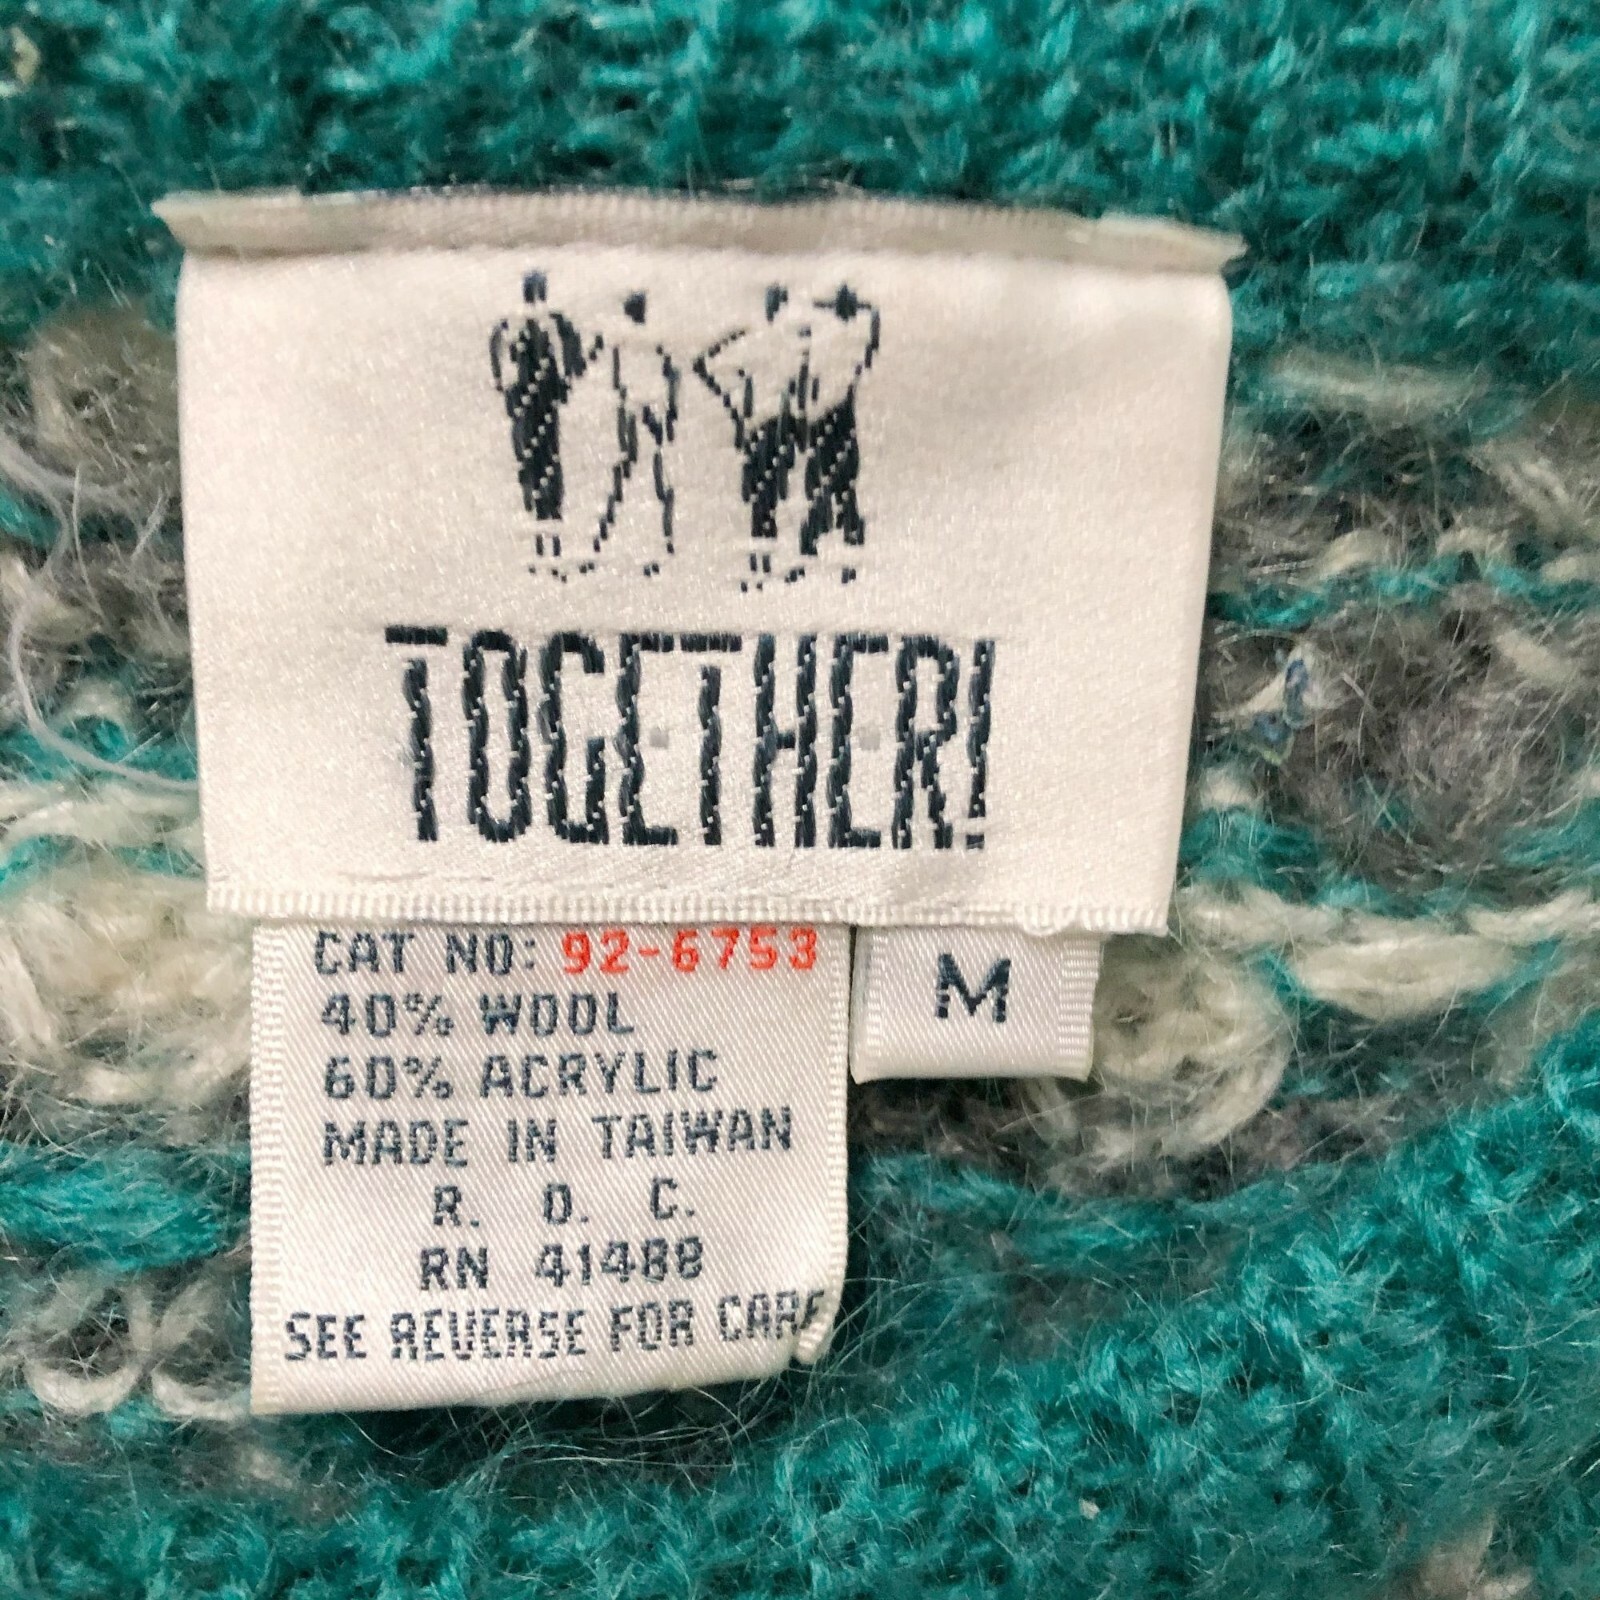 TOGETHER!
CAT NO: 92-6753
M
40% WOOL
60% ACRYLIC
MADE IN TAIWAN
R. O. C.
RN 41488
SEE REVERSE FOR CARE